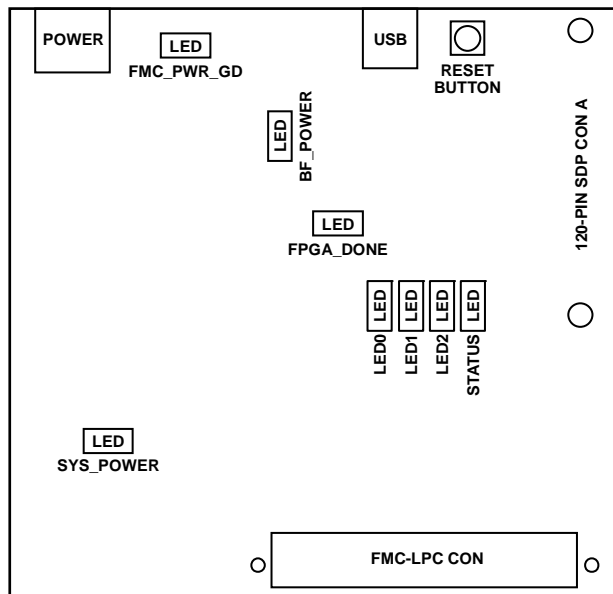 POWER
LED
FMC_PWR_GD
USB
RESET
BUTTON
120-PIN SDP CON A
LED
BF_POWER
LED
FPGA_DONE
LED
LED
LED
LED
LED0
LED1
LED2
STATUS
LED
SYS_POWER
FMC-LPC CON